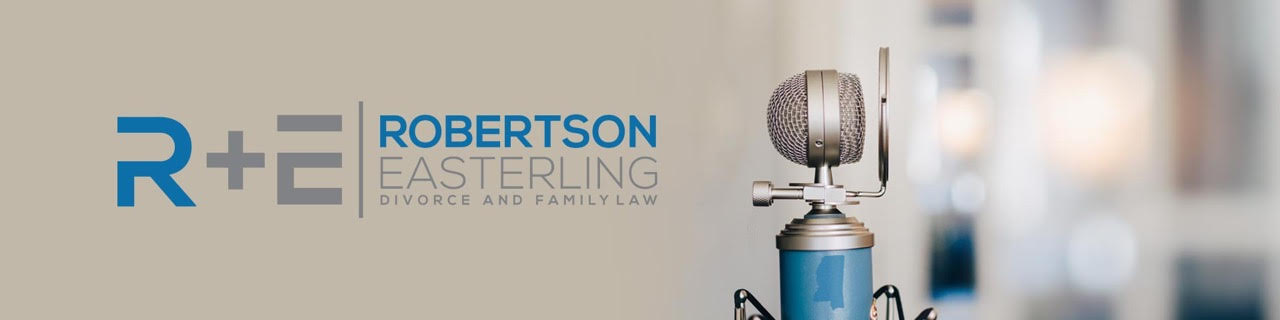 R+E
ROBERTSON
EASTERLING
DIVORCE AND FAMILY LAW